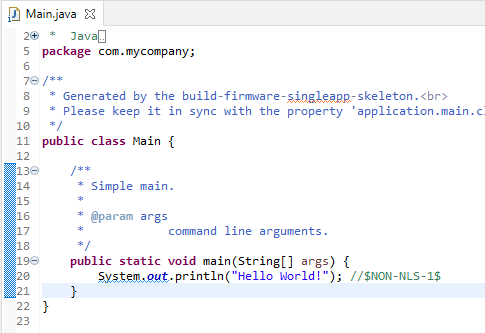 Main.java
2 * Java
5 package com.mycompany;
6
7 /**
8 * Generated by the build-firmware-singleapp-skeleton.<br>
9 * Please keep it in sync with the property 'application.main.cl
10 */
11 public class Main {
12
13 /**
14 * Simple main.
15 *
16 * @param args
17 * command line arguments.
18 */
19 public static void main(String[] args) {
20 System.out.println("Hello World!"); //$NON-NLS-1$
21 }
22 }
23